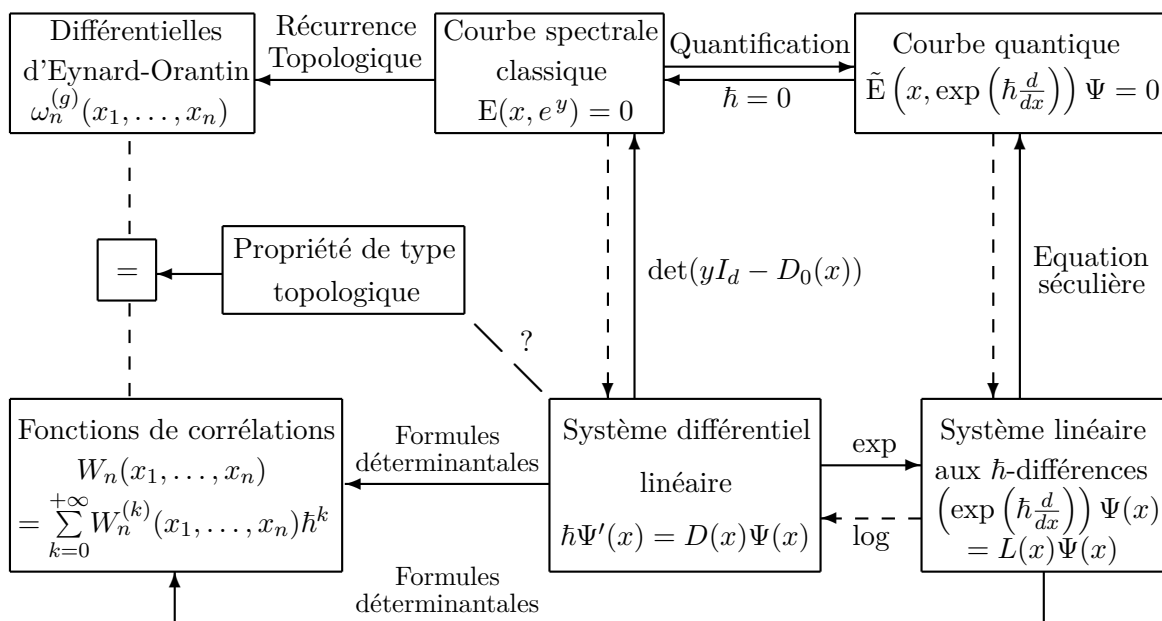 Différentielles
d'Eynard-Orantin
ω_n^{(g)}(x_1, …, x_n)
Récurrence
Topologique
Courbe spectrale
classique
E(x, e^y) = 0
Quantification
ħ = 0
Courbe quantique
Ẽ (x, exp (ħ d/dx)) Ψ = 0
=
Propriété de type
topologique
det(yI_d − D_0(x))
Equation
séculière
?
Fonctions de corrélations
W_n(x_1, …, x_n)
= ∑_{k=0}^{+∞} W_n^{(k)}(x_1, …, x_n)ħ^k
Formules
déterminantales
Système différentiel
linéaire
ħΨ′(x) = D(x)Ψ(x)
exp
log
Système linéaire
aux ħ-différences
(exp (ħ d/dx)) Ψ(x)
= L(x)Ψ(x)
Formules
déterminantales